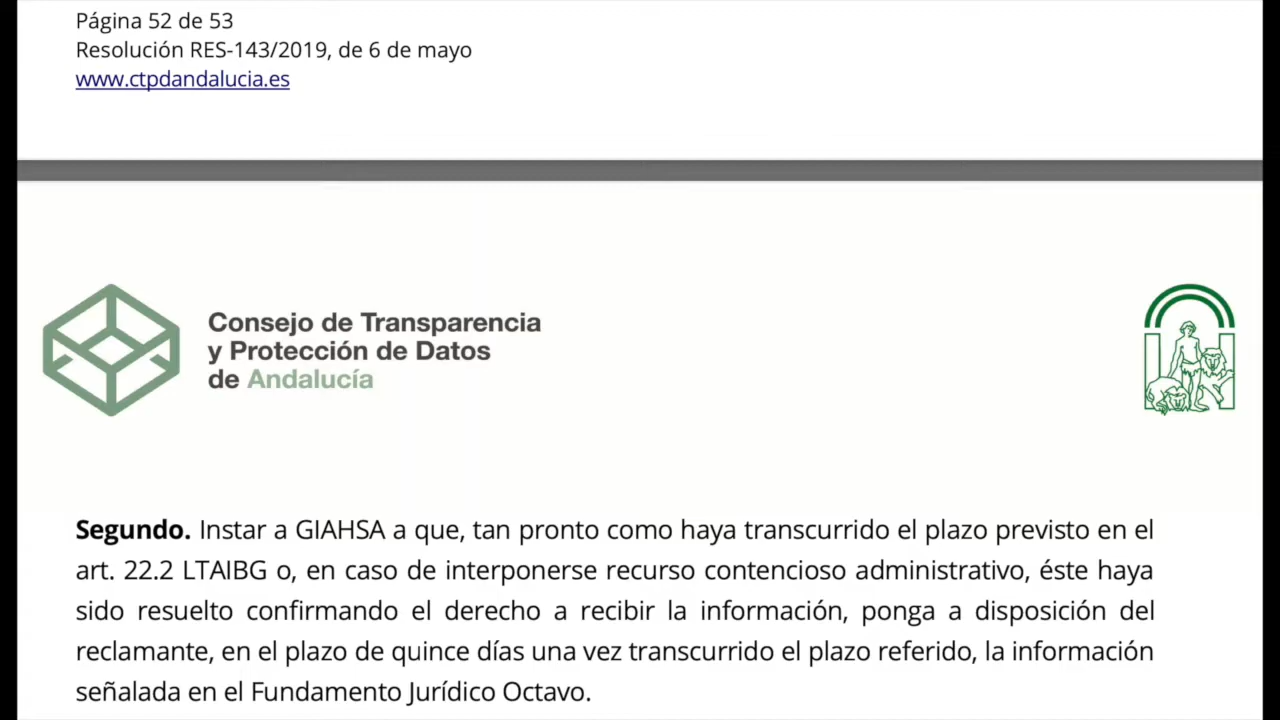 Página 52 de 53
Resolución RES-143/2019, de 6 de mayo
www.ctpdandalucia.es
Consejo de Transparencia
y Protección de Datos
de Andalucía
Segundo. Instar a GIAHSA a que, tan pronto como haya transcurrido el plazo previsto en el
art. 22.2 LTAIBG o, en caso de interponerse recurso contencioso administrativo, éste haya
sido resuelto confirmando el derecho a recibir la información, ponga a disposición del
reclamante, en el plazo de quince días una vez transcurrido el plazo referido, la información
señalada en el Fundamento Jurídico Octavo.